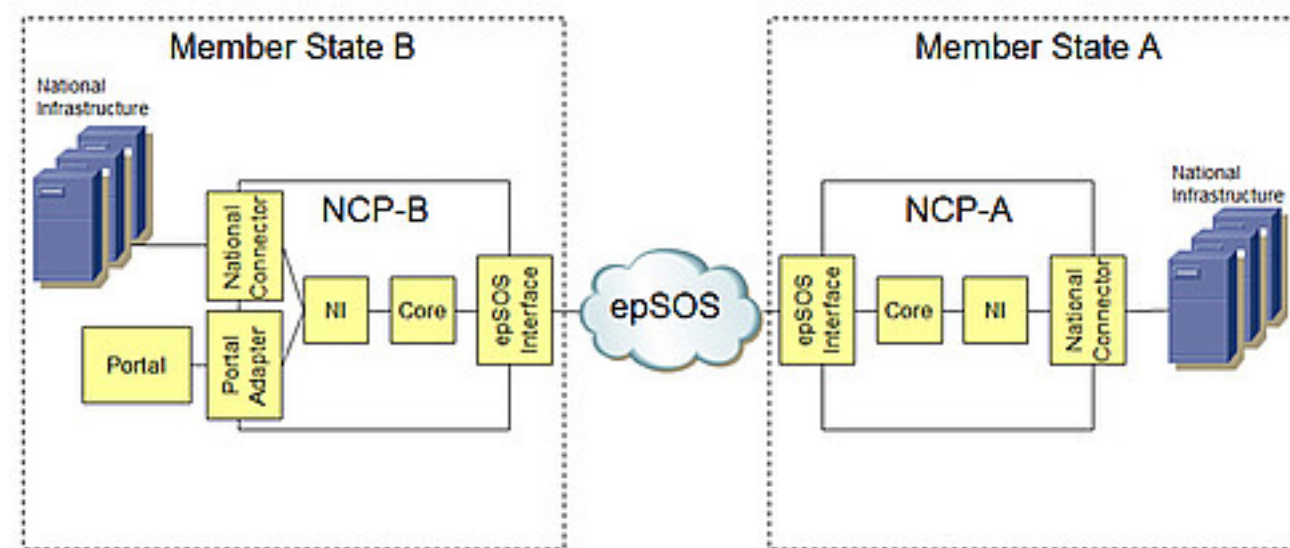 Member State B
National
Infrastructure
NCP-B
National
Connector
NI
Core
epSOS
Interface
Portal
Portal
Adapter
epSOS
Member State A
NCP-A
National
Infrastructure
epSOS
Interface
Core
NI
National
Connector